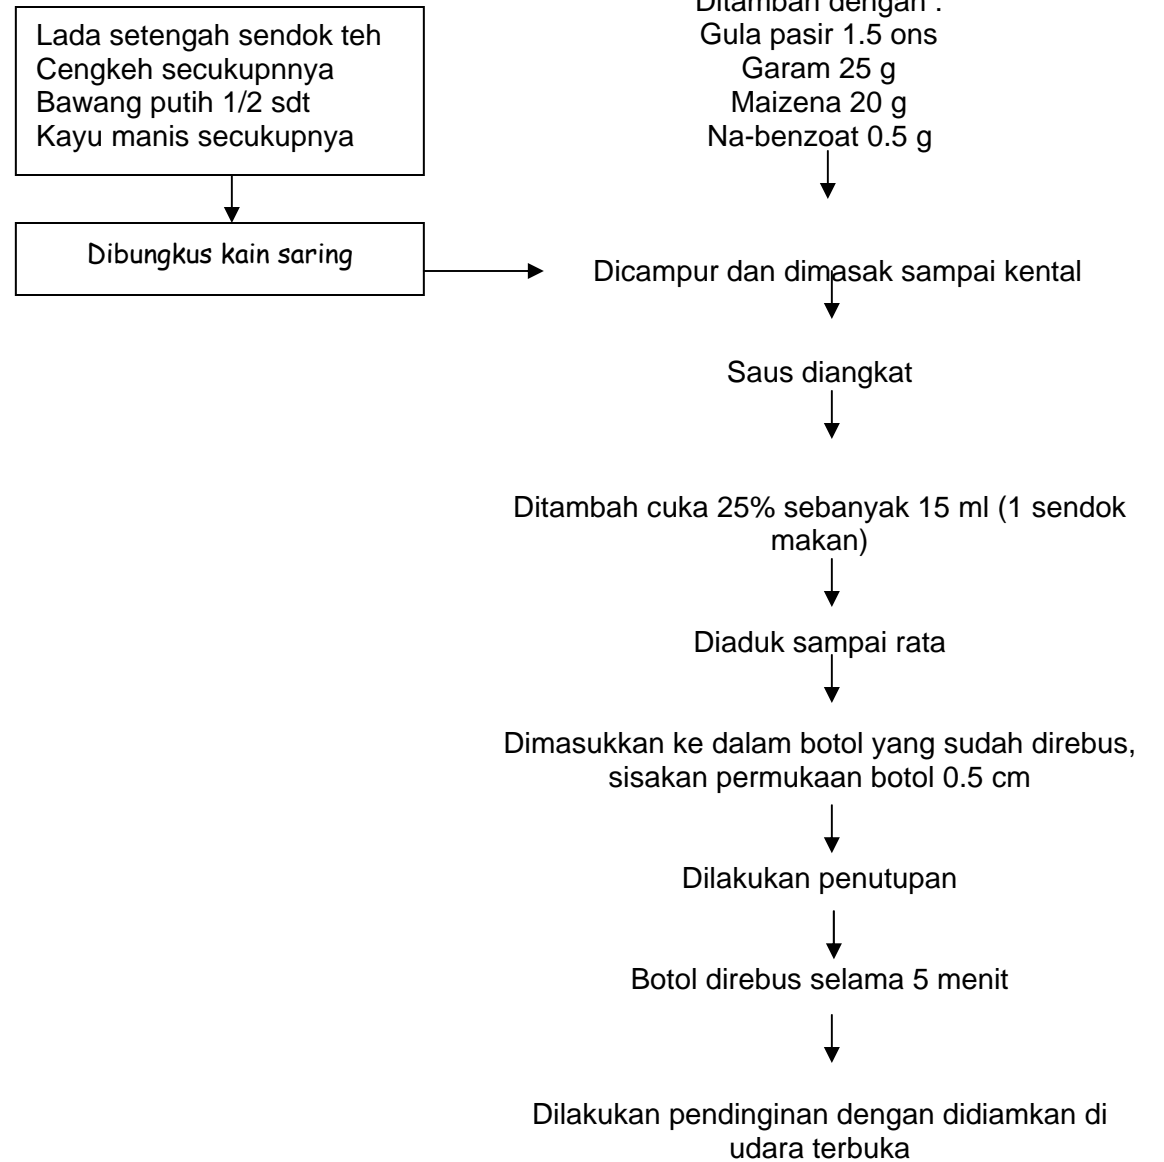 Lada setengah sendok teh
Cengkeh secukupnnya
Bawang putih 1/2 sdt
Kayu manis secukupnya
Dibungkus kain saring
Ditambah dengan :
Gula pasir 1.5 ons
Garam 25 g
Maizena 20 g
Na-benzoat 0.5 g
Dicampur dan dimasak sampai kental
Saus diangkat
Ditambah cuka 25% sebanyak 15 ml (1 sendok
makan)
Diaduk sampai rata
Dimasukkan ke dalam botol yang sudah direbus,
sisakan permukaan botol 0.5 cm
Dilakukan penutupan
Botol direbus selama 5 menit
Dilakukan pendinginan dengan didiamkan di
udara terbuka